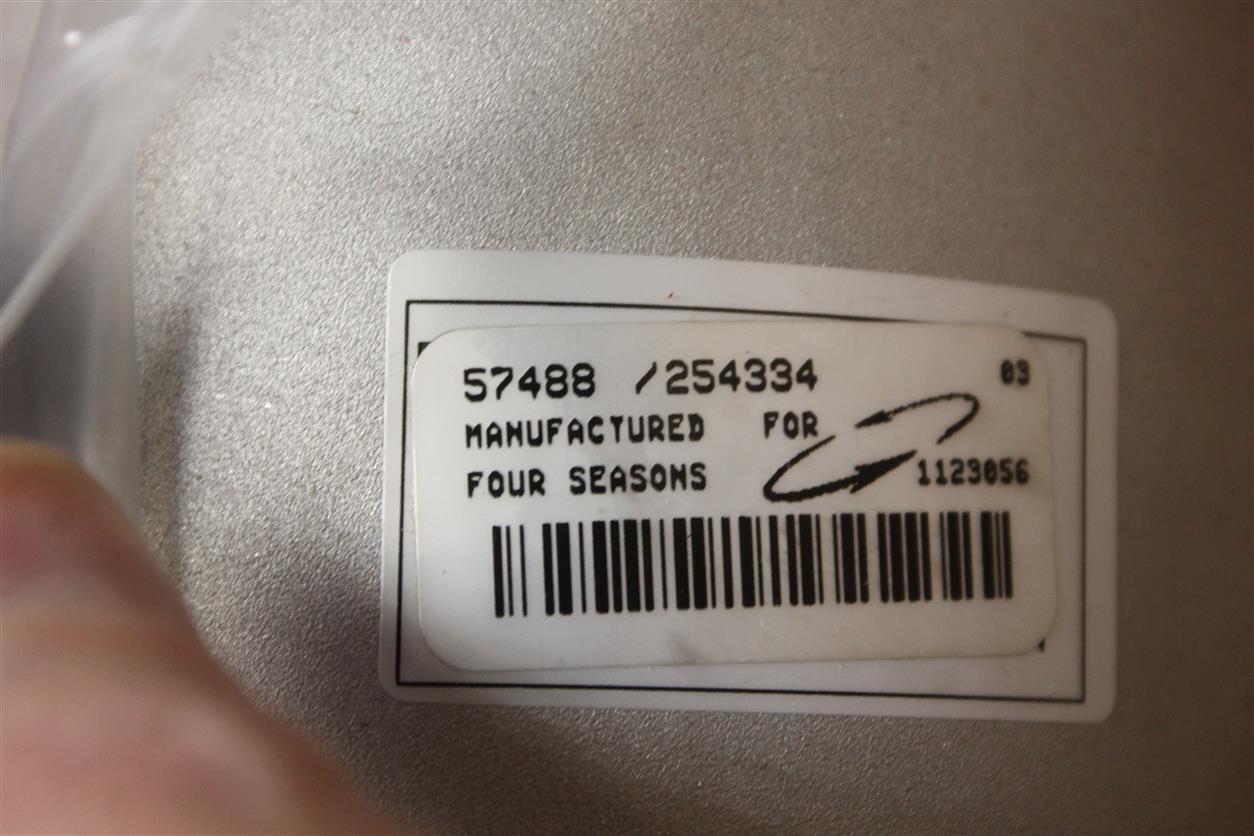 57488 /254334 03
MANUFACTURED FOR
FOUR SEASONS 1123056